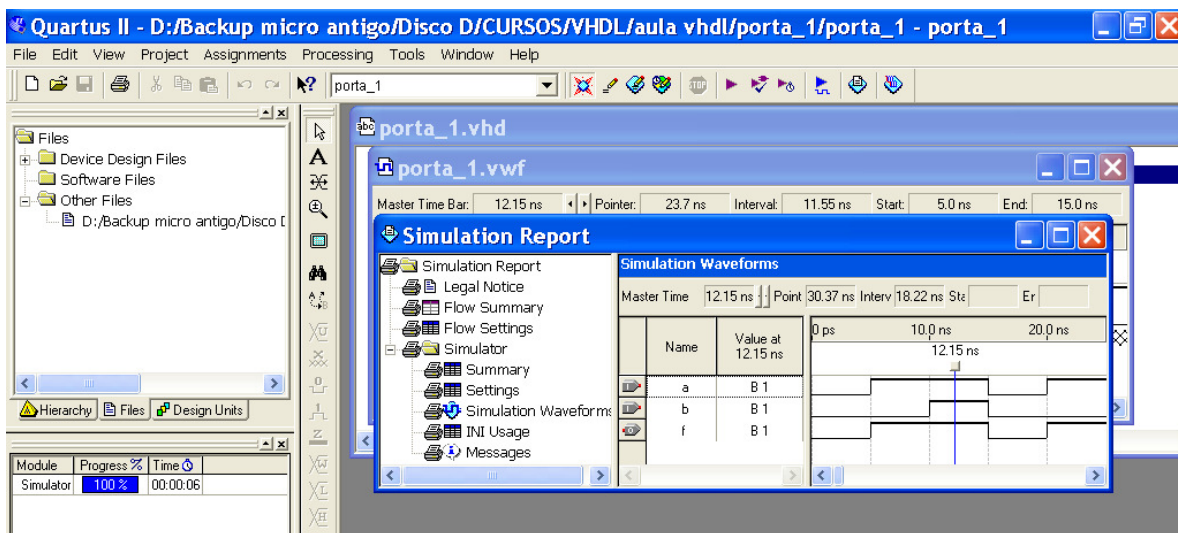 Quartus II - D:/Backup micro antigo/Disco D/CURSOS/VHDL/aula vhdl/porta_1/porta_1 - porta_1
File Edit View Project Assignments Processing Tools Window Help
porta_1
STOP
Files
Device Design Files
Software Files
Other Files
D:/Backup micro antigo/Disco D
Hierarchy Files Design Units
Module Progress % Time
Simulator 100 % 00:00:06
abc porta_1.vhd
porta_1.vwf
Master Time Bar: 12.15 ns Pointer: 23.7 ns Interval: 11.55 ns Start: 5.0 ns End: 15.0 ns
Simulation Report
Simulation Report
Legal Notice
Flow Summary
Flow Settings
Simulator
Summary
Settings
Simulation Waveforms
INI Usage
Messages
Simulation Waveforms
Master Time 12.15 ns Point 30.37 ns Interv 18.22 ns Sta Er
Name Value at 12.15 ns
0 ps 10.0 ns 20.0 ns
12.15 ns
a B 1
b B 1
f B 1